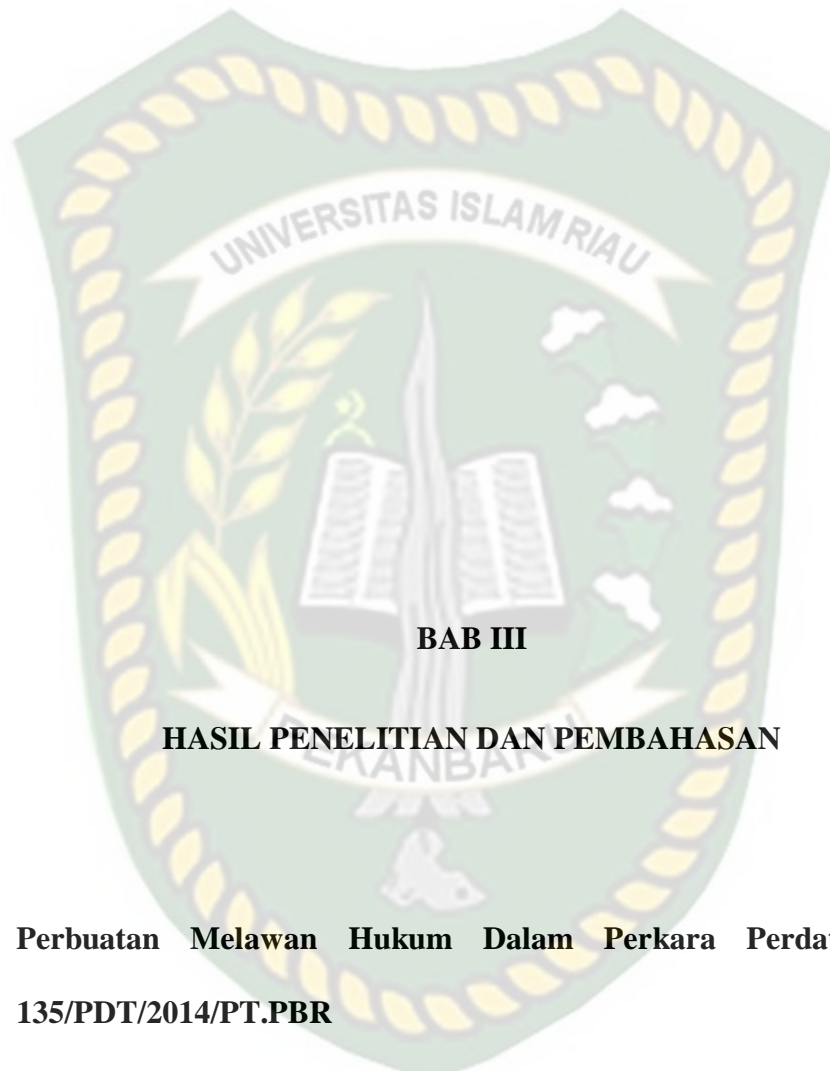 UNIVERSITAS ISLAM RIAU
BAB III
HASIL PENELITIAN DAN PEMBAHASAN
PEKANBARU
Perbuatan Melawan Hukum Dalam Perkara Perdat
135/PDT/2014/PT.PBR